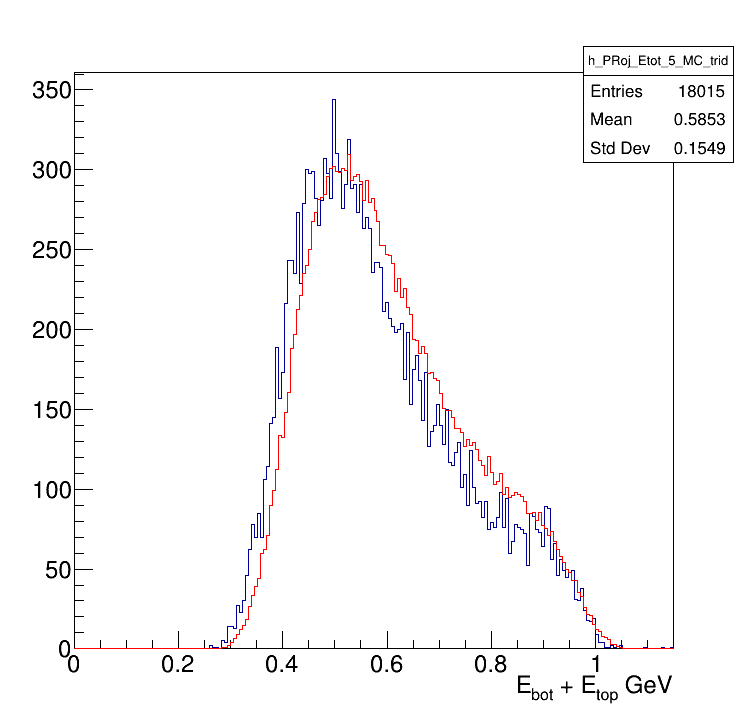 h_PRoj_Etot_5_MC_trid
Entries 18015
Mean 0.5853
Std Dev 0.1549
350
300
250
200
150
100
50
0
0 0.2 0.4 0.6 0.8 1
E_bot + E_top GeV